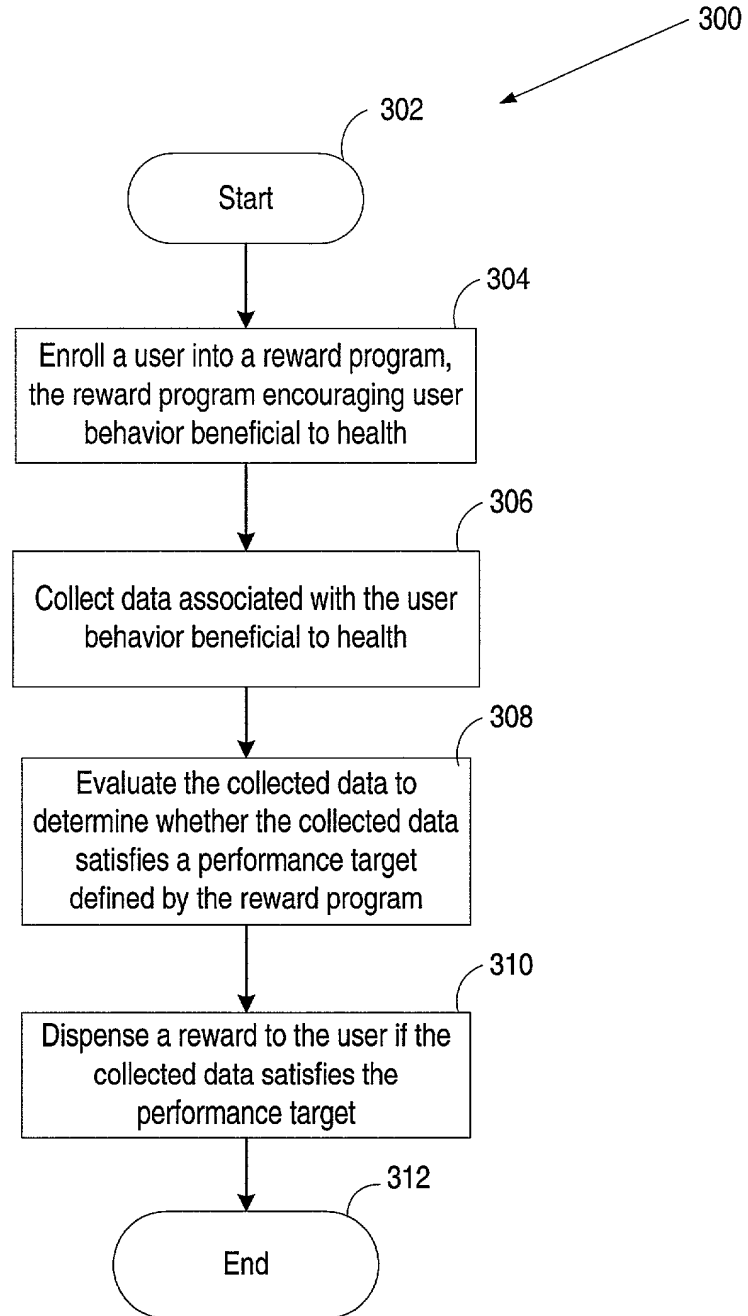 300
302
Start
304
Enroll a user into a reward program,
the reward program encouraging user
behavior beneficial to health
306
Collect data associated with the user
behavior beneficial to health
308
Evaluate the collected data to
determine whether the collected data
satisfies a performance target
defined by the reward program
310
Dispense a reward to the user if the
collected data satisfies the
performance target
312
End